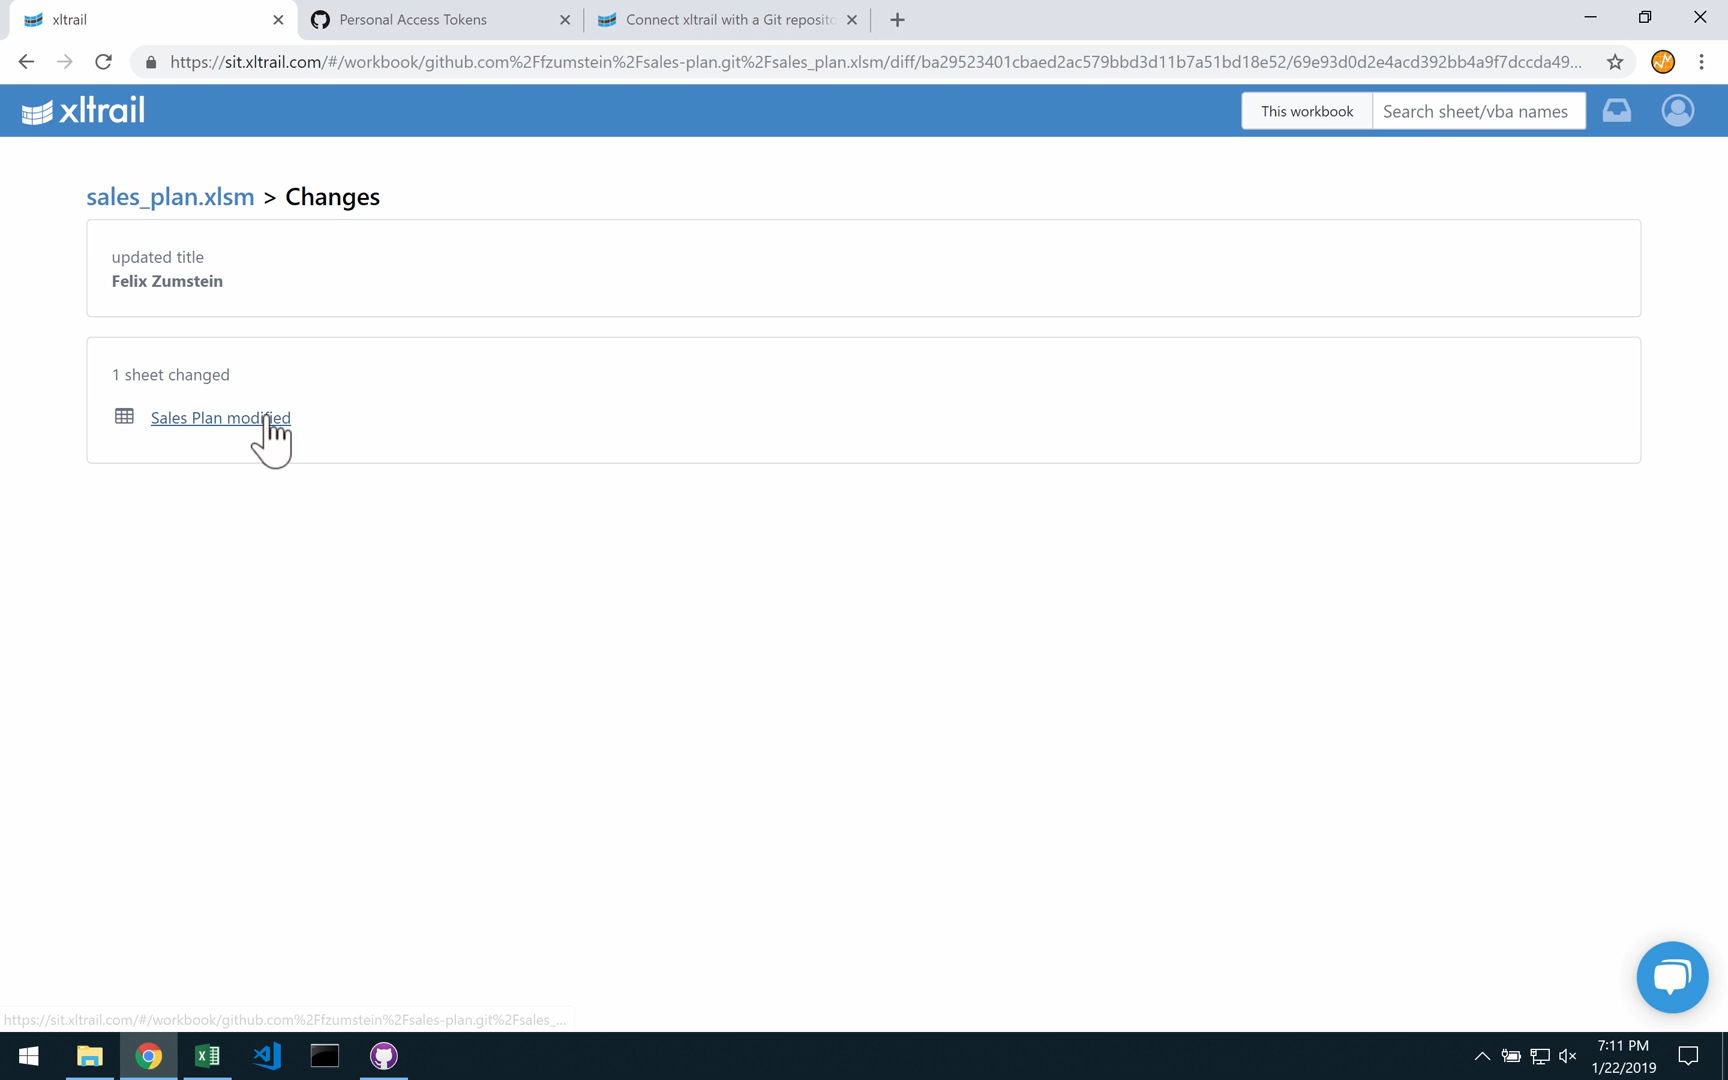 xltrail
Personal Access Tokens
Connect xltrail with a Git reposito
https://sit.xltrail.com/#/workbook/github.com%2Ffzumstein%2Fsales-plan.git%2Fsales_plan.xlsm/diff/ba29523401cbaed2ac579bbd3d11b7a51bd18e52/69e93d0d2e4acd392bb4a9f7dccda49...
xltrail
This workbook
Search sheet/vba names
sales_plan.xlsm > Changes
updated title
Felix Zumstein
1 sheet changed
Sales Plan modified
https://sit.xltrail.com/#/workbook/github.com%2Ffzumstein%2Fsales-plan.git%2Fsales_...
7:11 PM
1/22/2019